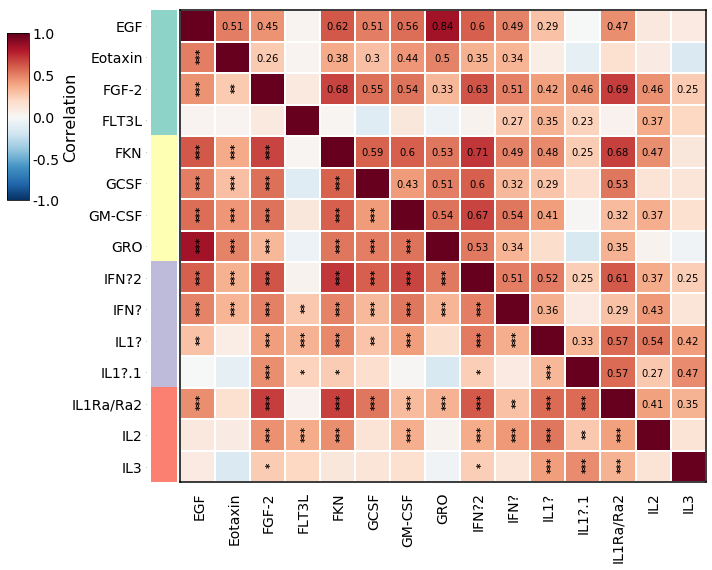 1.0
0.5
0.0
-0.5
-1.0
Correlation
EGF 0.51 0.45 0.62 0.51 0.56 0.84 0.6 0.49 0.29 0.47
Eotaxin *** 0.26 0.38 0.3 0.44 0.5 0.35 0.34
FGF-2 *** ** 0.68 0.55 0.54 0.33 0.63 0.51 0.42 0.46 0.69 0.46 0.25
FLT3L 0.27 0.35 0.23 0.37
FKN *** *** *** 0.59 0.6 0.53 0.71 0.49 0.48 0.25 0.68 0.47
GCSF *** *** *** *** 0.43 0.51 0.6 0.32 0.29 0.53
GM-CSF *** *** *** *** *** 0.54 0.67 0.54 0.41 0.32 0.37
GRO *** *** *** *** *** *** 0.53 0.34 0.35
IFN?2 *** *** *** *** *** *** *** 0.51 0.52 0.25 0.61 0.37 0.25
IFN? *** *** *** ** *** *** *** *** *** 0.36 0.29 0.43
IL1? ** *** *** *** ** *** *** *** 0.33 0.57 0.54 0.42
IL1?.1 *** * * * *** 0.57 0.27 0.47
IL1Ra/Ra2 *** *** *** *** *** *** *** ** *** *** 0.41 0.35
IL2 *** *** *** *** *** *** *** ** ***
IL3 * * *** *** ***
EGF Eotaxin FGF-2 FLT3L FKN GCSF GM-CSF GRO IFN?2 IFN? IL1? IL1?.1 IL1Ra/Ra2 IL2 IL3